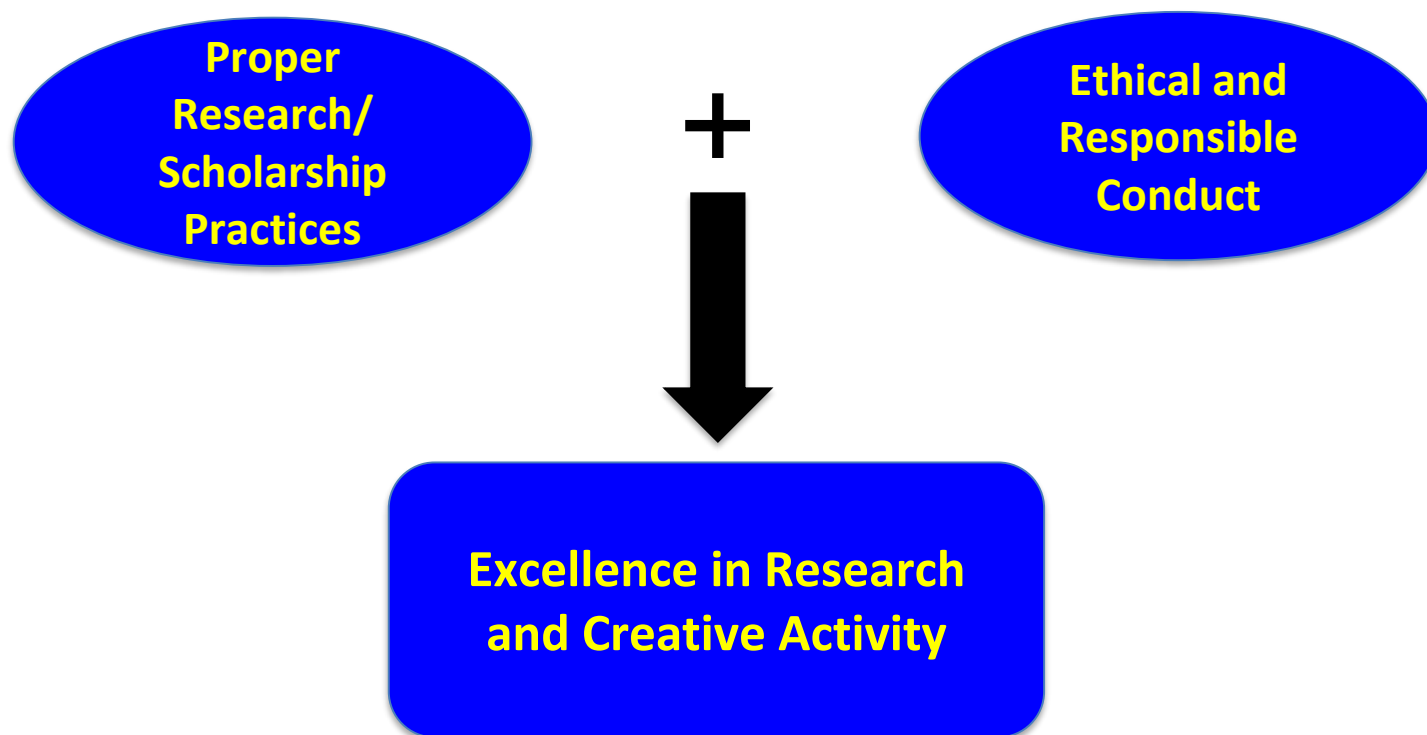 Proper
Research/
Scholarship
Practices
+
Ethical and
Responsible
Conduct
Excellence in Research
and Creative Activity